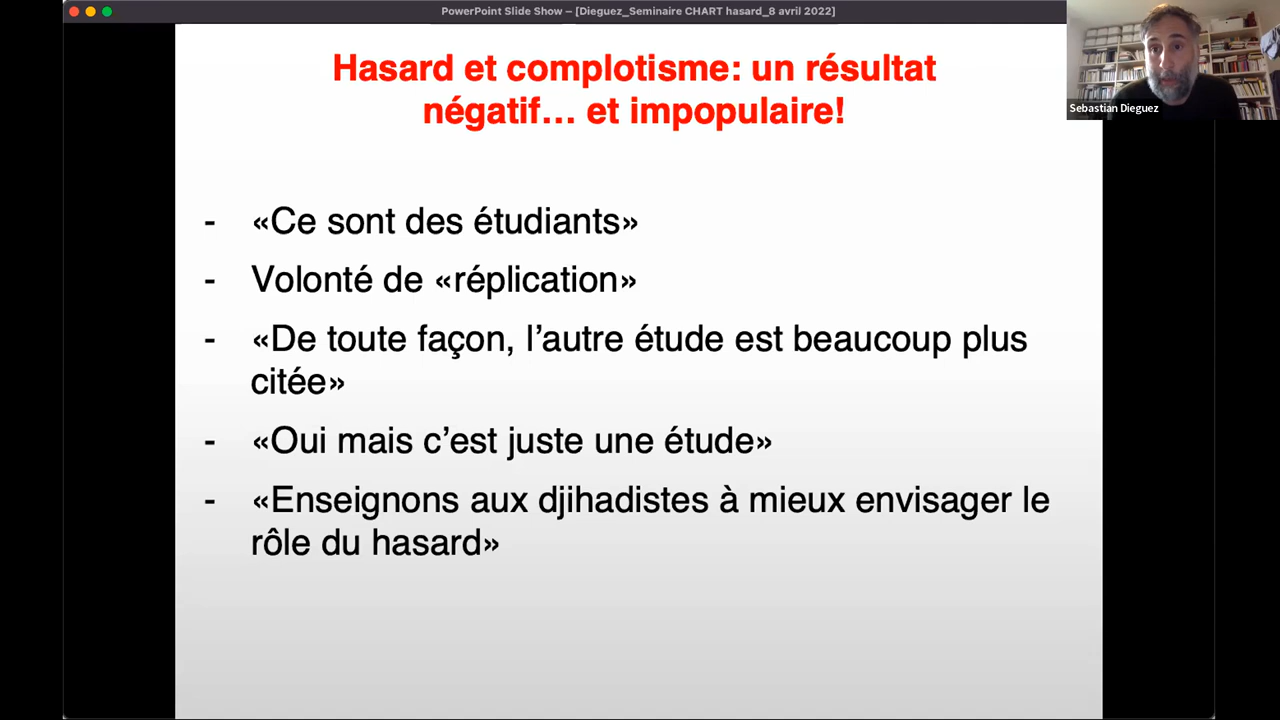 PowerPoint Slide Show – [Dieguez_Seminaire CHART hasard_8 avril 2022]
Sebastian Dieguez
Hasard et complotisme: un résultat
négatif… et impopulaire!
- «Ce sont des étudiants»
- Volonté de «réplication»
- «De toute façon, l’autre étude est beaucoup plus
citée»
- «Oui mais c’est juste une étude»
- «Enseignons aux djihadistes à mieux envisager le
rôle du hasard»